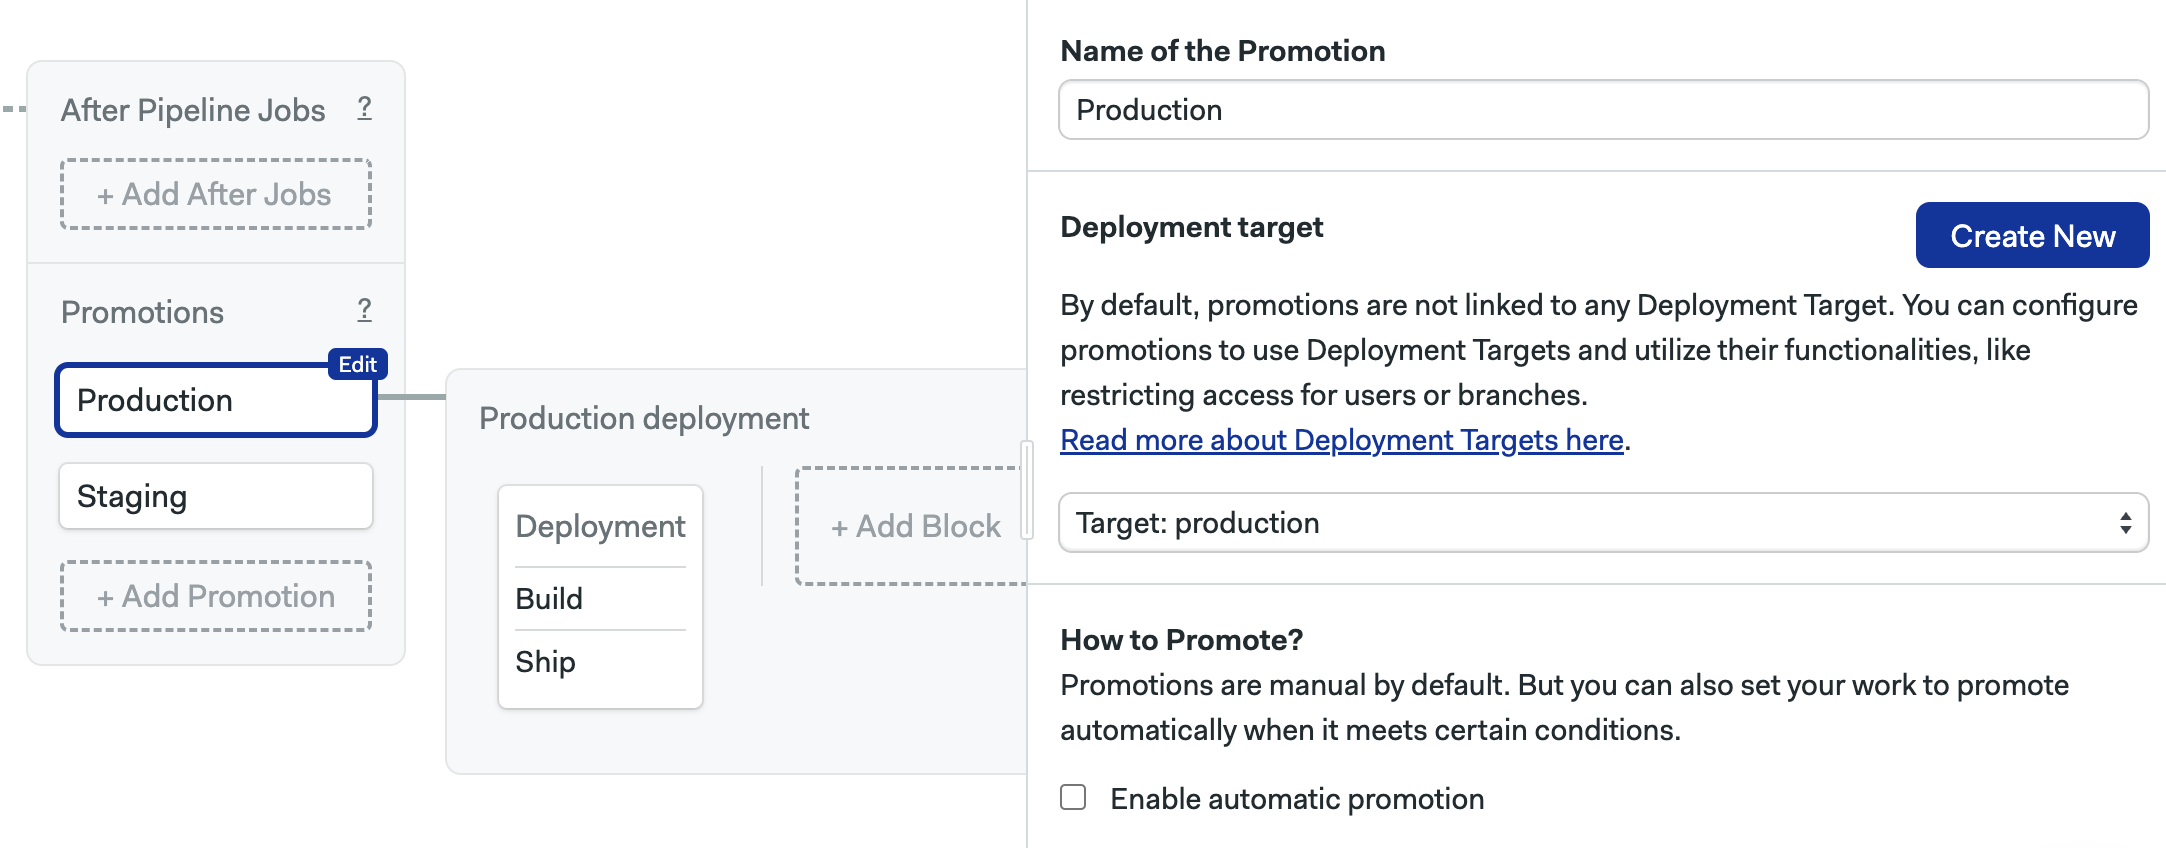 After Pipeline Jobs ?
+ Add After Jobs
Promotions ?
Edit
Production
Staging
+ Add Promotion
Production deployment
Deployment
Build
Ship
+ Add Block
Name of the Promotion
Production
Deployment target
Create New
By default, promotions are not linked to any Deployment Target. You can configure
promotions to use Deployment Targets and utilize their functionalities, like
restricting access for users or branches.
Read more about Deployment Targets here.
Target: production
How to Promote?
Promotions are manual by default. But you can also set your work to promote
automatically when it meets certain conditions.
Enable automatic promotion